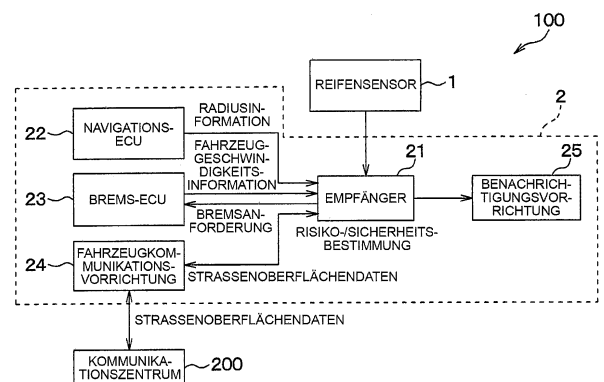 100
REIFENSENSOR
1
2
RADIUSIN-
FORMATION
22
NAVIGATIONS-
ECU
FAHRZEUG-
GESCHWIN-
DIGKEITS-
INFORMATION
21
25
23
BREMS-ECU
EMPFÄNGER
BENACHRICH-
TIGUNGSVOR-
RICHTUNG
BREMSAN-
FORDERUNG
RISIKO-/SICHERHEITS-
BESTIMMUNG
24
FAHRZEUGKOM-
MUNIKATIONS-
VORRICHTUNG
STRASSENOBERFLÄCHENDATEN
STRASSENOBERFLÄCHENDATEN
KOMMUNIKA-
TIONSZENTRUM
200